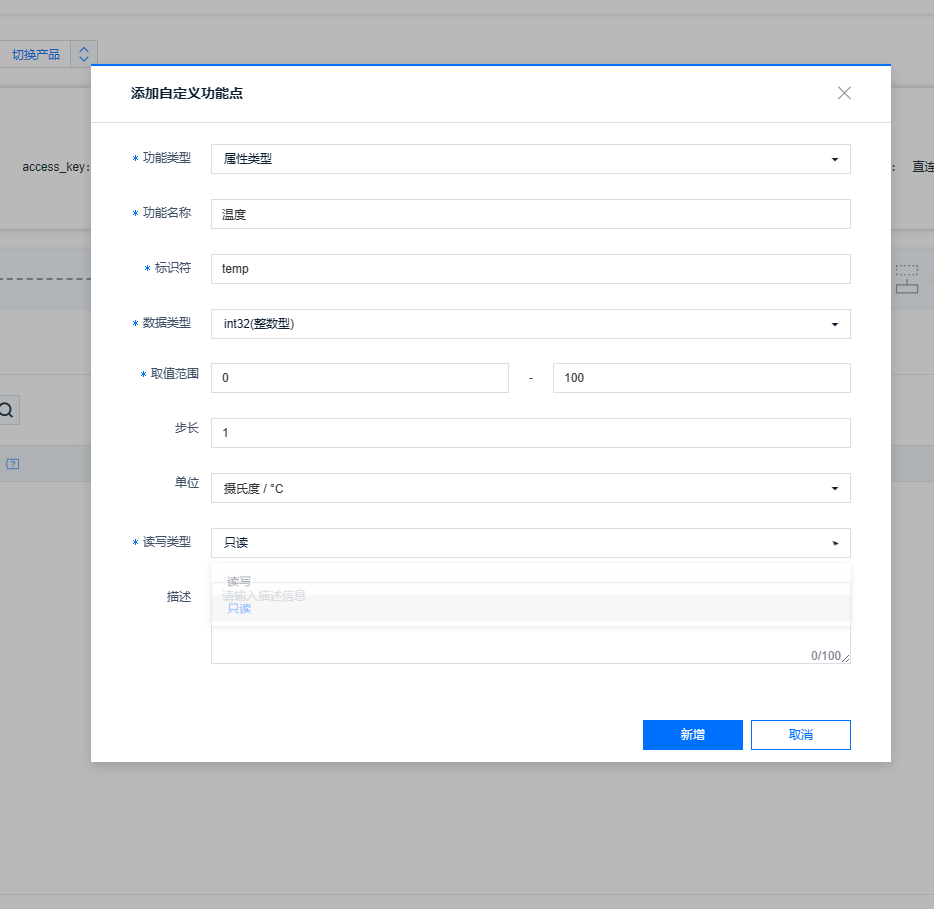 切换产品
添加自定义功能点
access_key:
: 直连
* 功能类型 属性类型
* 功能名称 温度
* 标识符 temp
* 数据类型 int32(整数型)
* 取值范围 0 - 100
步长 1
单位 摄氏度 / °C
* 读写类型 只读
读写
描述 请输入描述信息
只读
0/100
新增 取消